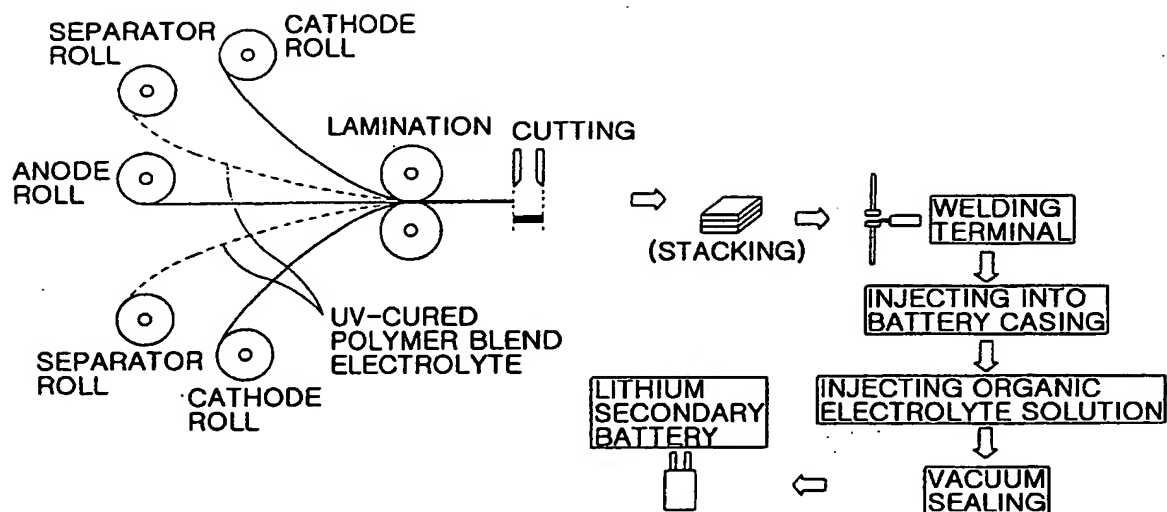 SEPARATOR
ROLL
CATHODE
ROLL
LAMINATION
CUTTING
ANODE
ROLL
(STACKING)
WELDING
TERMINAL
INJECTING INTO
BATTERY CASING
UV-CURED
POLYMER BLEND
ELECTROLYTE
SEPARATOR
ROLL
CATHODE
ROLL
LITHIUM
SECONDARY
BATTERY
INJECTING ORGANIC
ELECTROLYTE SOLUTION
VACUUM
SEALING